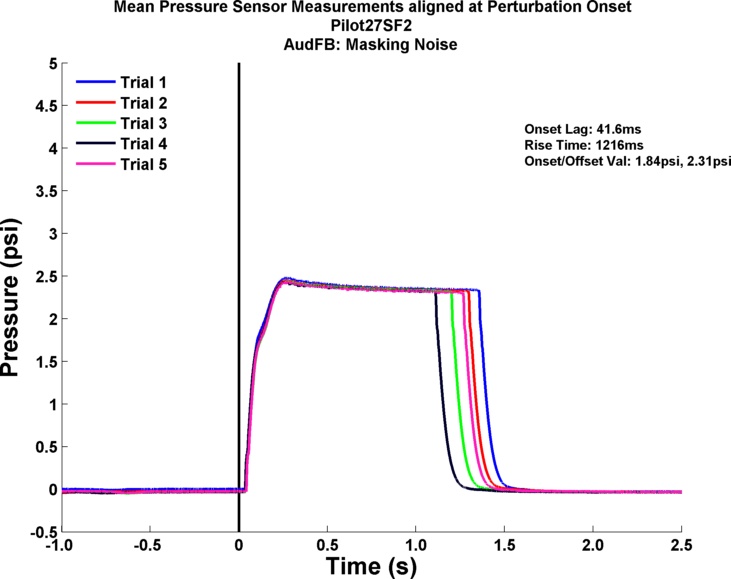 Mean Pressure Sensor Measurements aligned at Perturbation Onset
Pilot27SF2
AudFB: Masking Noise
5
4.5
4
3.5
3
2.5
2
1.5
1
0.5
0
-0.5
Pressure (psi)
Trial 1
Trial 2
Trial 3
Trial 4
Trial 5
Onset Lag: 41.6ms
Rise Time: 1216ms
Onset/Offset Val: 1.84psi, 2.31psi
-1.0 -0.5 0 0.5 1.0 1.5 2.0 2.5
Time (s)